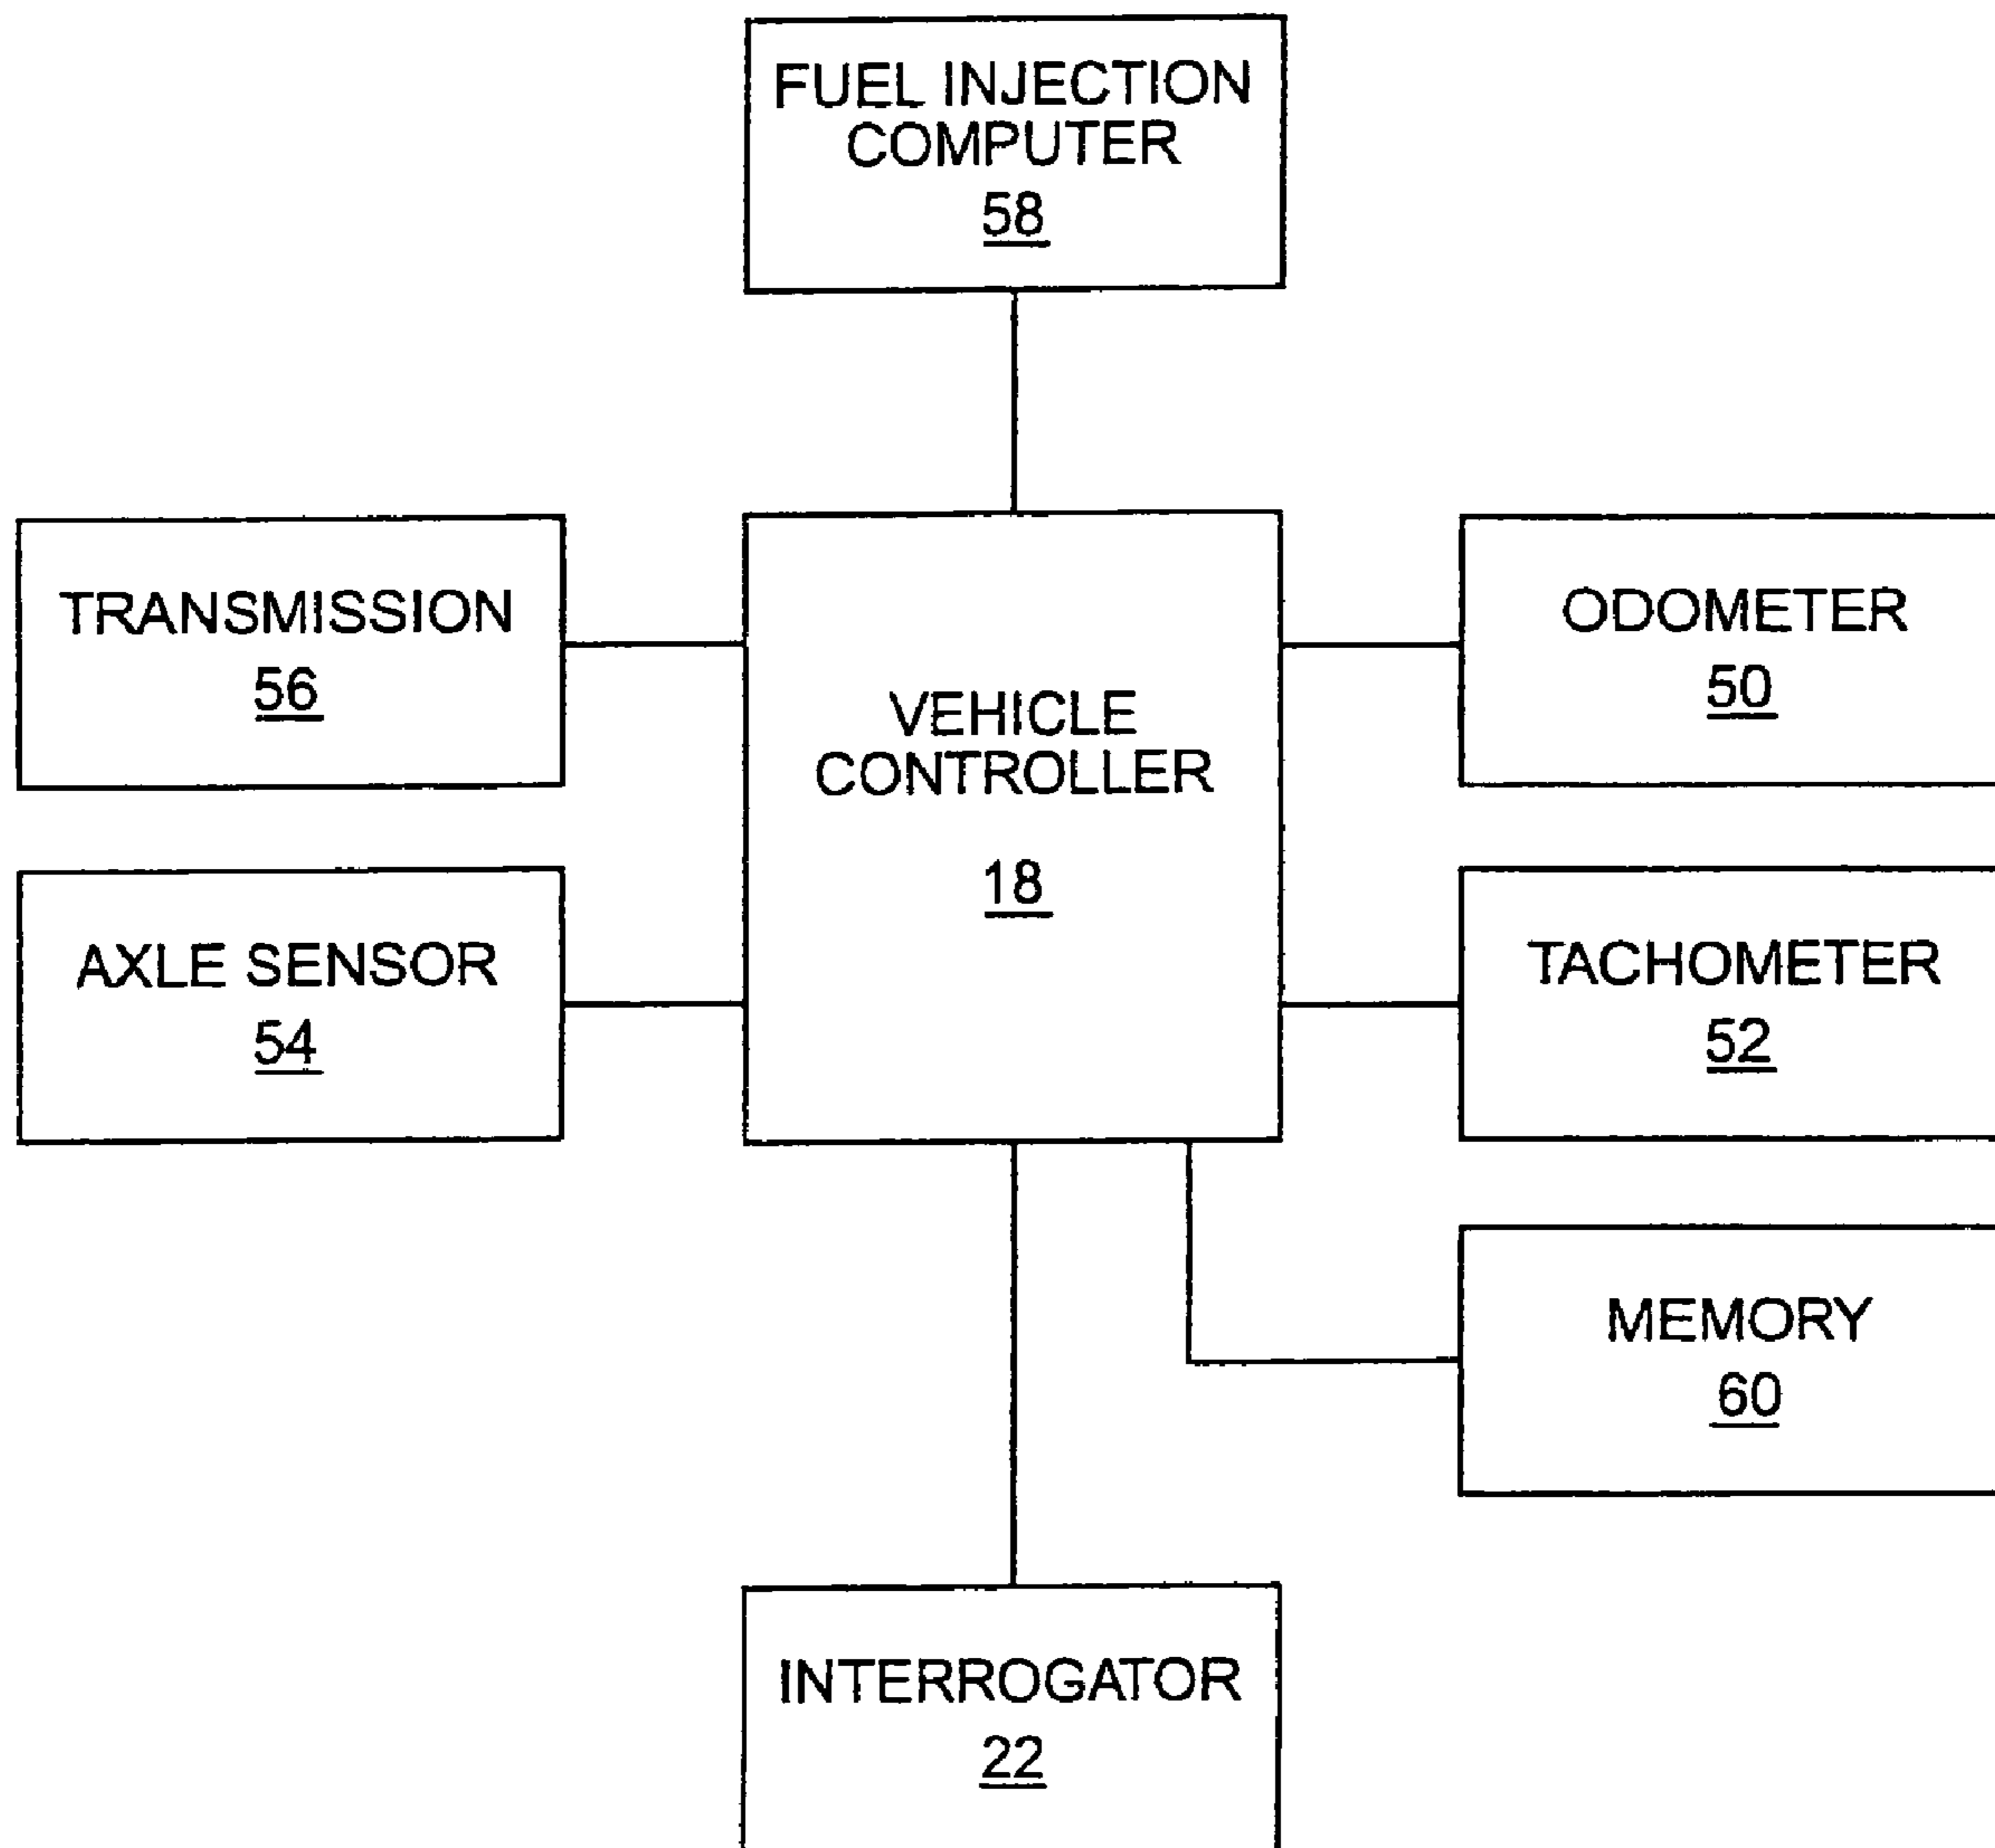 FUEL INJECTION
COMPUTER
58
TRANSMISSION
56
VEHICLE
CONTROLLER
18
ODOMETER
50
AXLE SENSOR
54
TACHOMETER
52
MEMORY
60
INTERROGATOR
22